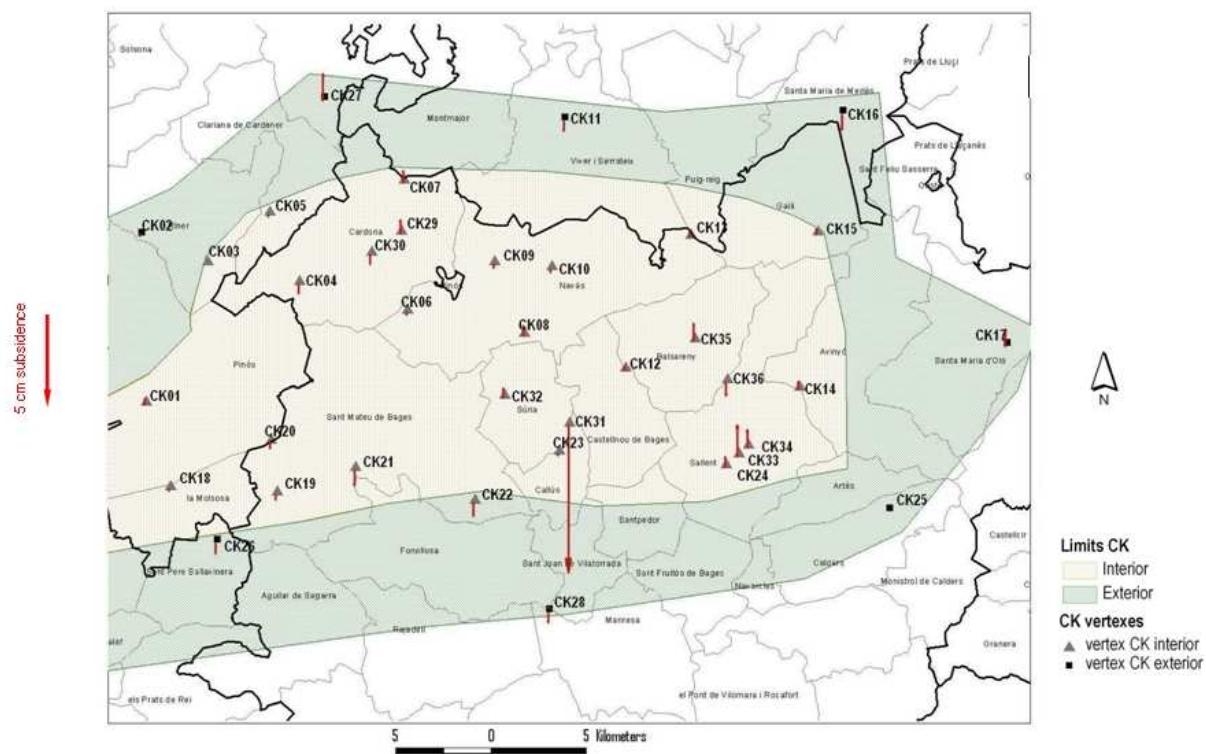 Solsona
Prats de Lluçi
CK27
Santa Maria de Merlès
CK16
Clariana de Cardener
Montmajor
CK11
Prats de Lluçanès
Viver i Serrateix
Sant Feliu Sasserra
CK07
Puig-reig
CK05
Gaià
CK02
CK29
Cardona
CK13
CK15
CK03
CK30
CK09
CK10
CK04
Navàs
CK06
5 cm subsidence
CK08
CK35
CK17
Pinós
Balsareny
Avinyó
Santa Maria d'Oló
CK12
CK36
CK14
N
CK01
CK32
Súria
Sant Mateu de Bages
CK31
CK20
CK23
Castellnou de Bages
CK34
CK21
Sallent
CK33
CK24
CK18
CK19
la Molsosa
Callús
CK22
Artés
CK25
Santpedor
CK26
Fonollosa
Castellcir
Limits CK
Interior
Sant Joan de Vilatorrada
Calders
Sant Fruitós de Bages
Monistrol de Calders
Navarcles
Exterior
Aguilar de Segarra
CK28
CK vertexes
Rajadell
Manresa
Granera
vertex CK interior
vertex CK exterior
els Prats de Rei
el Pont de Vilomara i Rocafort
5 0 5 Kilometers